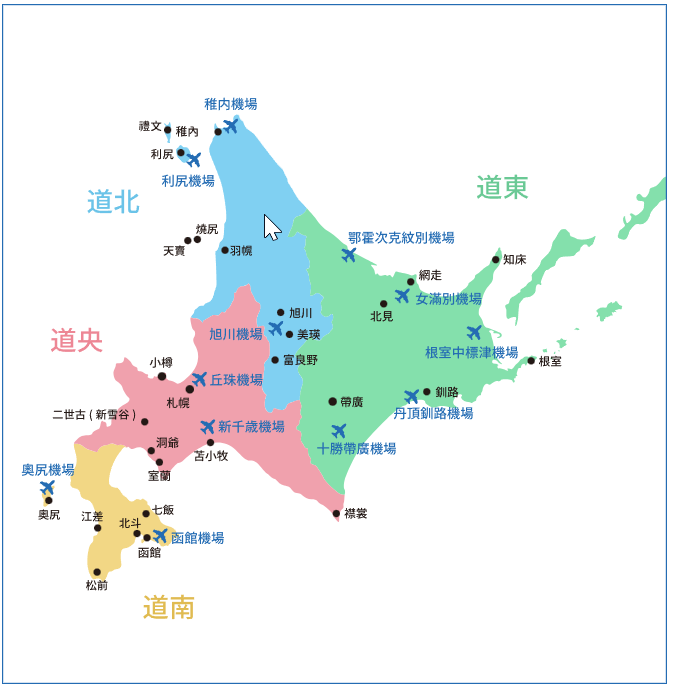 稚内機場
禮文
稚內
利尻
利尻機場
道北
道東
燒尻
天賣
羽幌
鄂霍次克紋別機場
知床
網走
女滿別機場
北見
旭川
旭川機場
美瑛
道央
富良野
根室中標津機場
根室
小樽
丘珠機場
札幌
帶廣
釧路
丹頂釧路機場
二世古 ( 新雪谷 )
新千歲機場
洞爺
苫小牧
十勝帶廣機場
室蘭
奧尻機場
奧尻
江差
北斗
七飯
函館機場
函館
襟裳
松前
道南